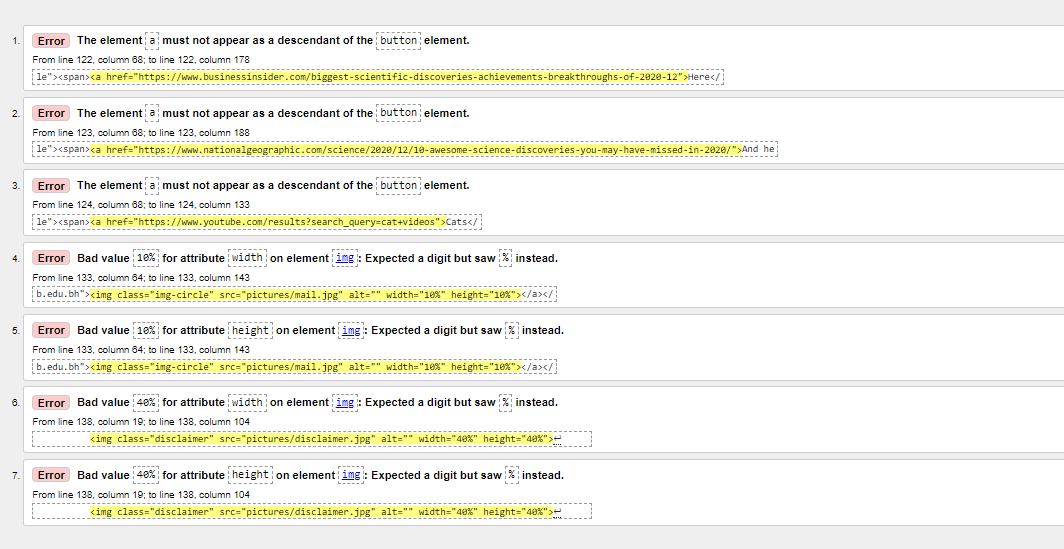 1. Error The element a must not appear as a descendant of the button element.
From line 122, column 68; to line 122, column 178
le"><span><a href="https://www.businessinsider.com/biggest-scientific-discoveries-achievements-breakthroughs-of-2020-12">Here</
2. Error The element a must not appear as a descendant of the button element.
From line 123, column 68; to line 123, column 188
le"><span><a href="https://www.nationalgeographic.com/science/2020/12/10-awesome-science-discoveries-you-may-have-missed-in-2020/">And he
3. Error The element a must not appear as a descendant of the button element.
From line 124, column 68; to line 124, column 133
le"><span><a href="https://www.youtube.com/results?search_query=cat+videos">Cats</
4. Error Bad value 10% for attribute width on element img: Expected a digit but saw % instead.
From line 133, column 64; to line 133, column 143
b.edu.bh"><img class="img-circle" src="pictures/mail.jpg" alt="" width="10%" height="10%"></a></
5. Error Bad value 10% for attribute height on element img: Expected a digit but saw % instead.
From line 133, column 64; to line 133, column 143
b.edu.bh"><img class="img-circle" src="pictures/mail.jpg" alt="" width="10%" height="10%"></a></
6. Error Bad value 40% for attribute width on element img: Expected a digit but saw % instead.
From line 138, column 19; to line 138, column 104
<img class="disclaimer" src="pictures/disclaimer.jpg" alt="" width="40%" height="40%">↩
7. Error Bad value 40% for attribute height on element img: Expected a digit but saw % instead.
From line 138, column 19; to line 138, column 104
<img class="disclaimer" src="pictures/disclaimer.jpg" alt="" width="40%" height="40%">↩